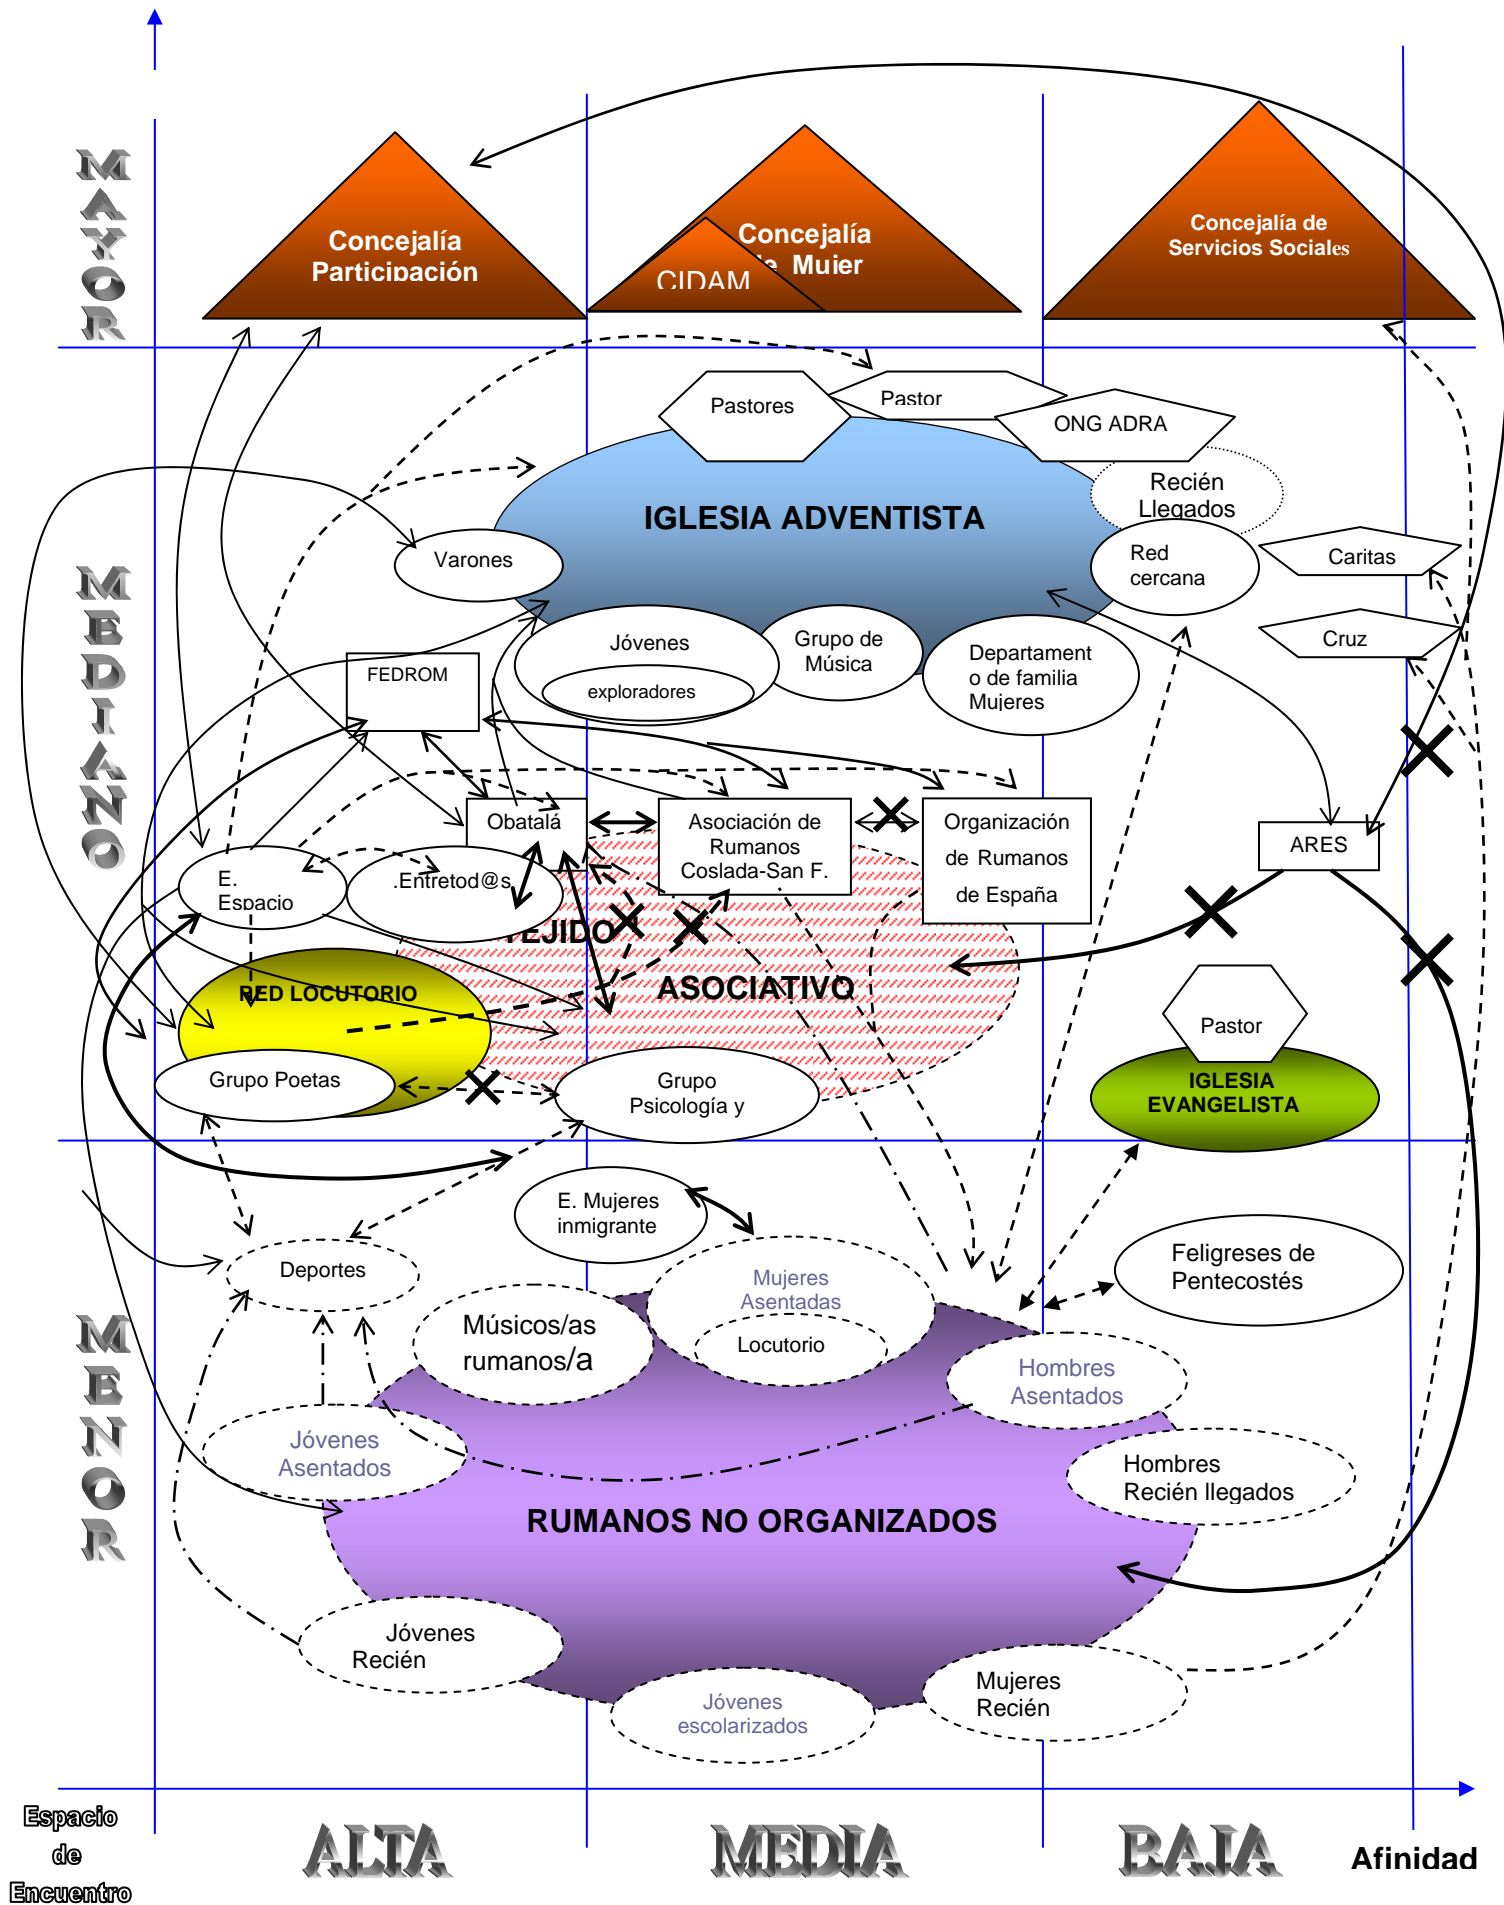 MAYOR
Concejalía
Participación
Concejalía
de Mujer
CIDAM
Concejalía de
Servicios Sociales
MEDIANO
Pastores
Pastor
ONG ADRA
Recién
Llegados
IGLESIA ADVENTISTA
Varones
Red
cercana
Caritas
Cruz
Jóvenes
exploradores
Grupo de
Música
Departament
o de familia
Mujeres
FEDROM
Obatalá
Asociación de
Rumanos
Coslada-San F.
Organización
de Rumanos
de España
ARES
E.
Espacio
.Entretod@s
TEJIDO
ASOCIATIVO
RED LOCUTORIO
Grupo Poetas
Grupo
Psicología y
Pastor
IGLESIA
EVANGELISTA
MENOR
E. Mujeres
inmigrante
Deportes
Mujeres
Asentadas
Locutorio
Feligreses de
Pentecostés
Músicos/as
rumanos/a
Hombres
Asentados
Jóvenes
Asentados
Hombres
Recién llegados
RUMANOS NO ORGANIZADOS
Jóvenes
Recién
Jóvenes
escolarizados
Mujeres
Recién
Espacio
de
Encuentro
ALTA
MEDIA
BAJA
Afinidad